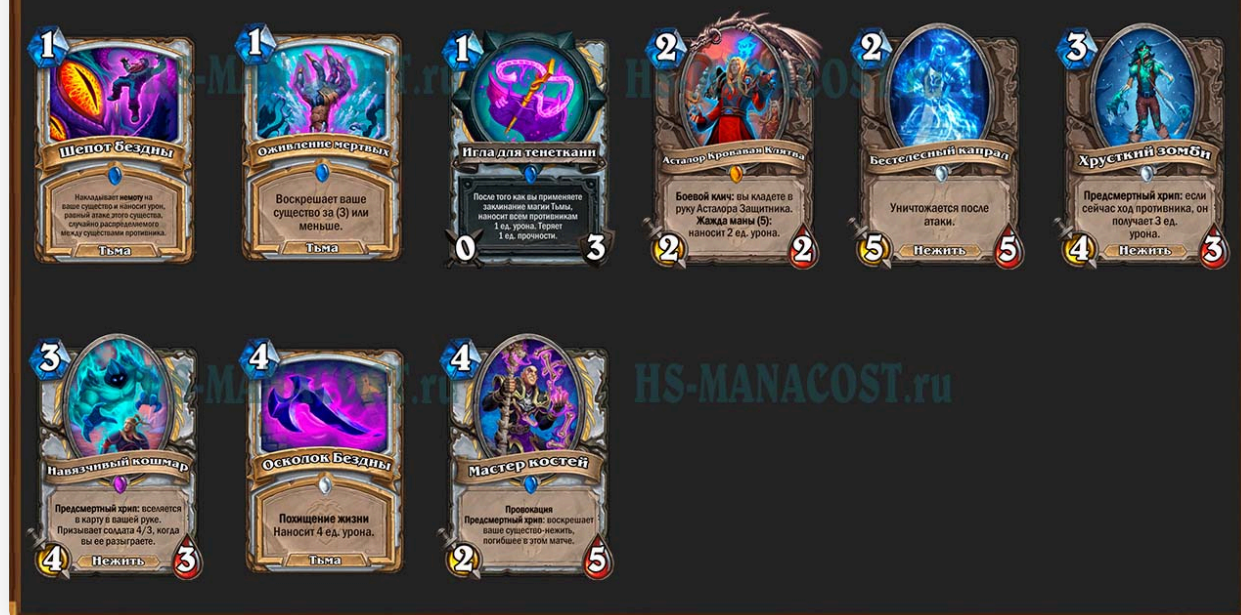 1
Шепот бездны
Накладывает немоту на
ваше существо и наносит урон,
равный атаке этого существа,
случайно распределяемого
между существами противника.
Тьма
1
Оживление мертвых
Воскрешает ваше
существо за (3) или
меньше.
Тьма
1
Игла для тенеткани
После того как вы применяете
заклинание магии Тьмы,
наносит всем противникам
1 ед. урона. Теряет
1 ед. прочности.
0
3
2
Асталор Кровавая Клятва
Боевой клич: вы кладете в
руку Асталора Защитника.
Жажда маны (5):
наносит 2 ед. урона.
2
2
2
Бестелесный капрал
Уничтожается после
атаки.
5
Нежить
5
3
Хрусткий зомби
Предсмертный хрип: если
сейчас ход противника, он
получает 3 ед.
урона.
4
Нежить
3
HS-MANACOST.ru
HS-MANACOST.ru
3
Навязчивый кошмар
Предсмертный хрип: вселяется
в карту в вашей руке.
Призывает солдата 4/3, когда
вы ее разыграете.
4
Нежить
3
4
Осколок Бездны
Похищение жизни
Наносит 4 ед. урона.
Тьма
4
Мастер костей
Провокация
Предсмертный хрип: воскрешает
ваше существо-нежить,
погибшее в этом матче.
2
5
HS-MANACOST.ru
HS-MANACOST.ru